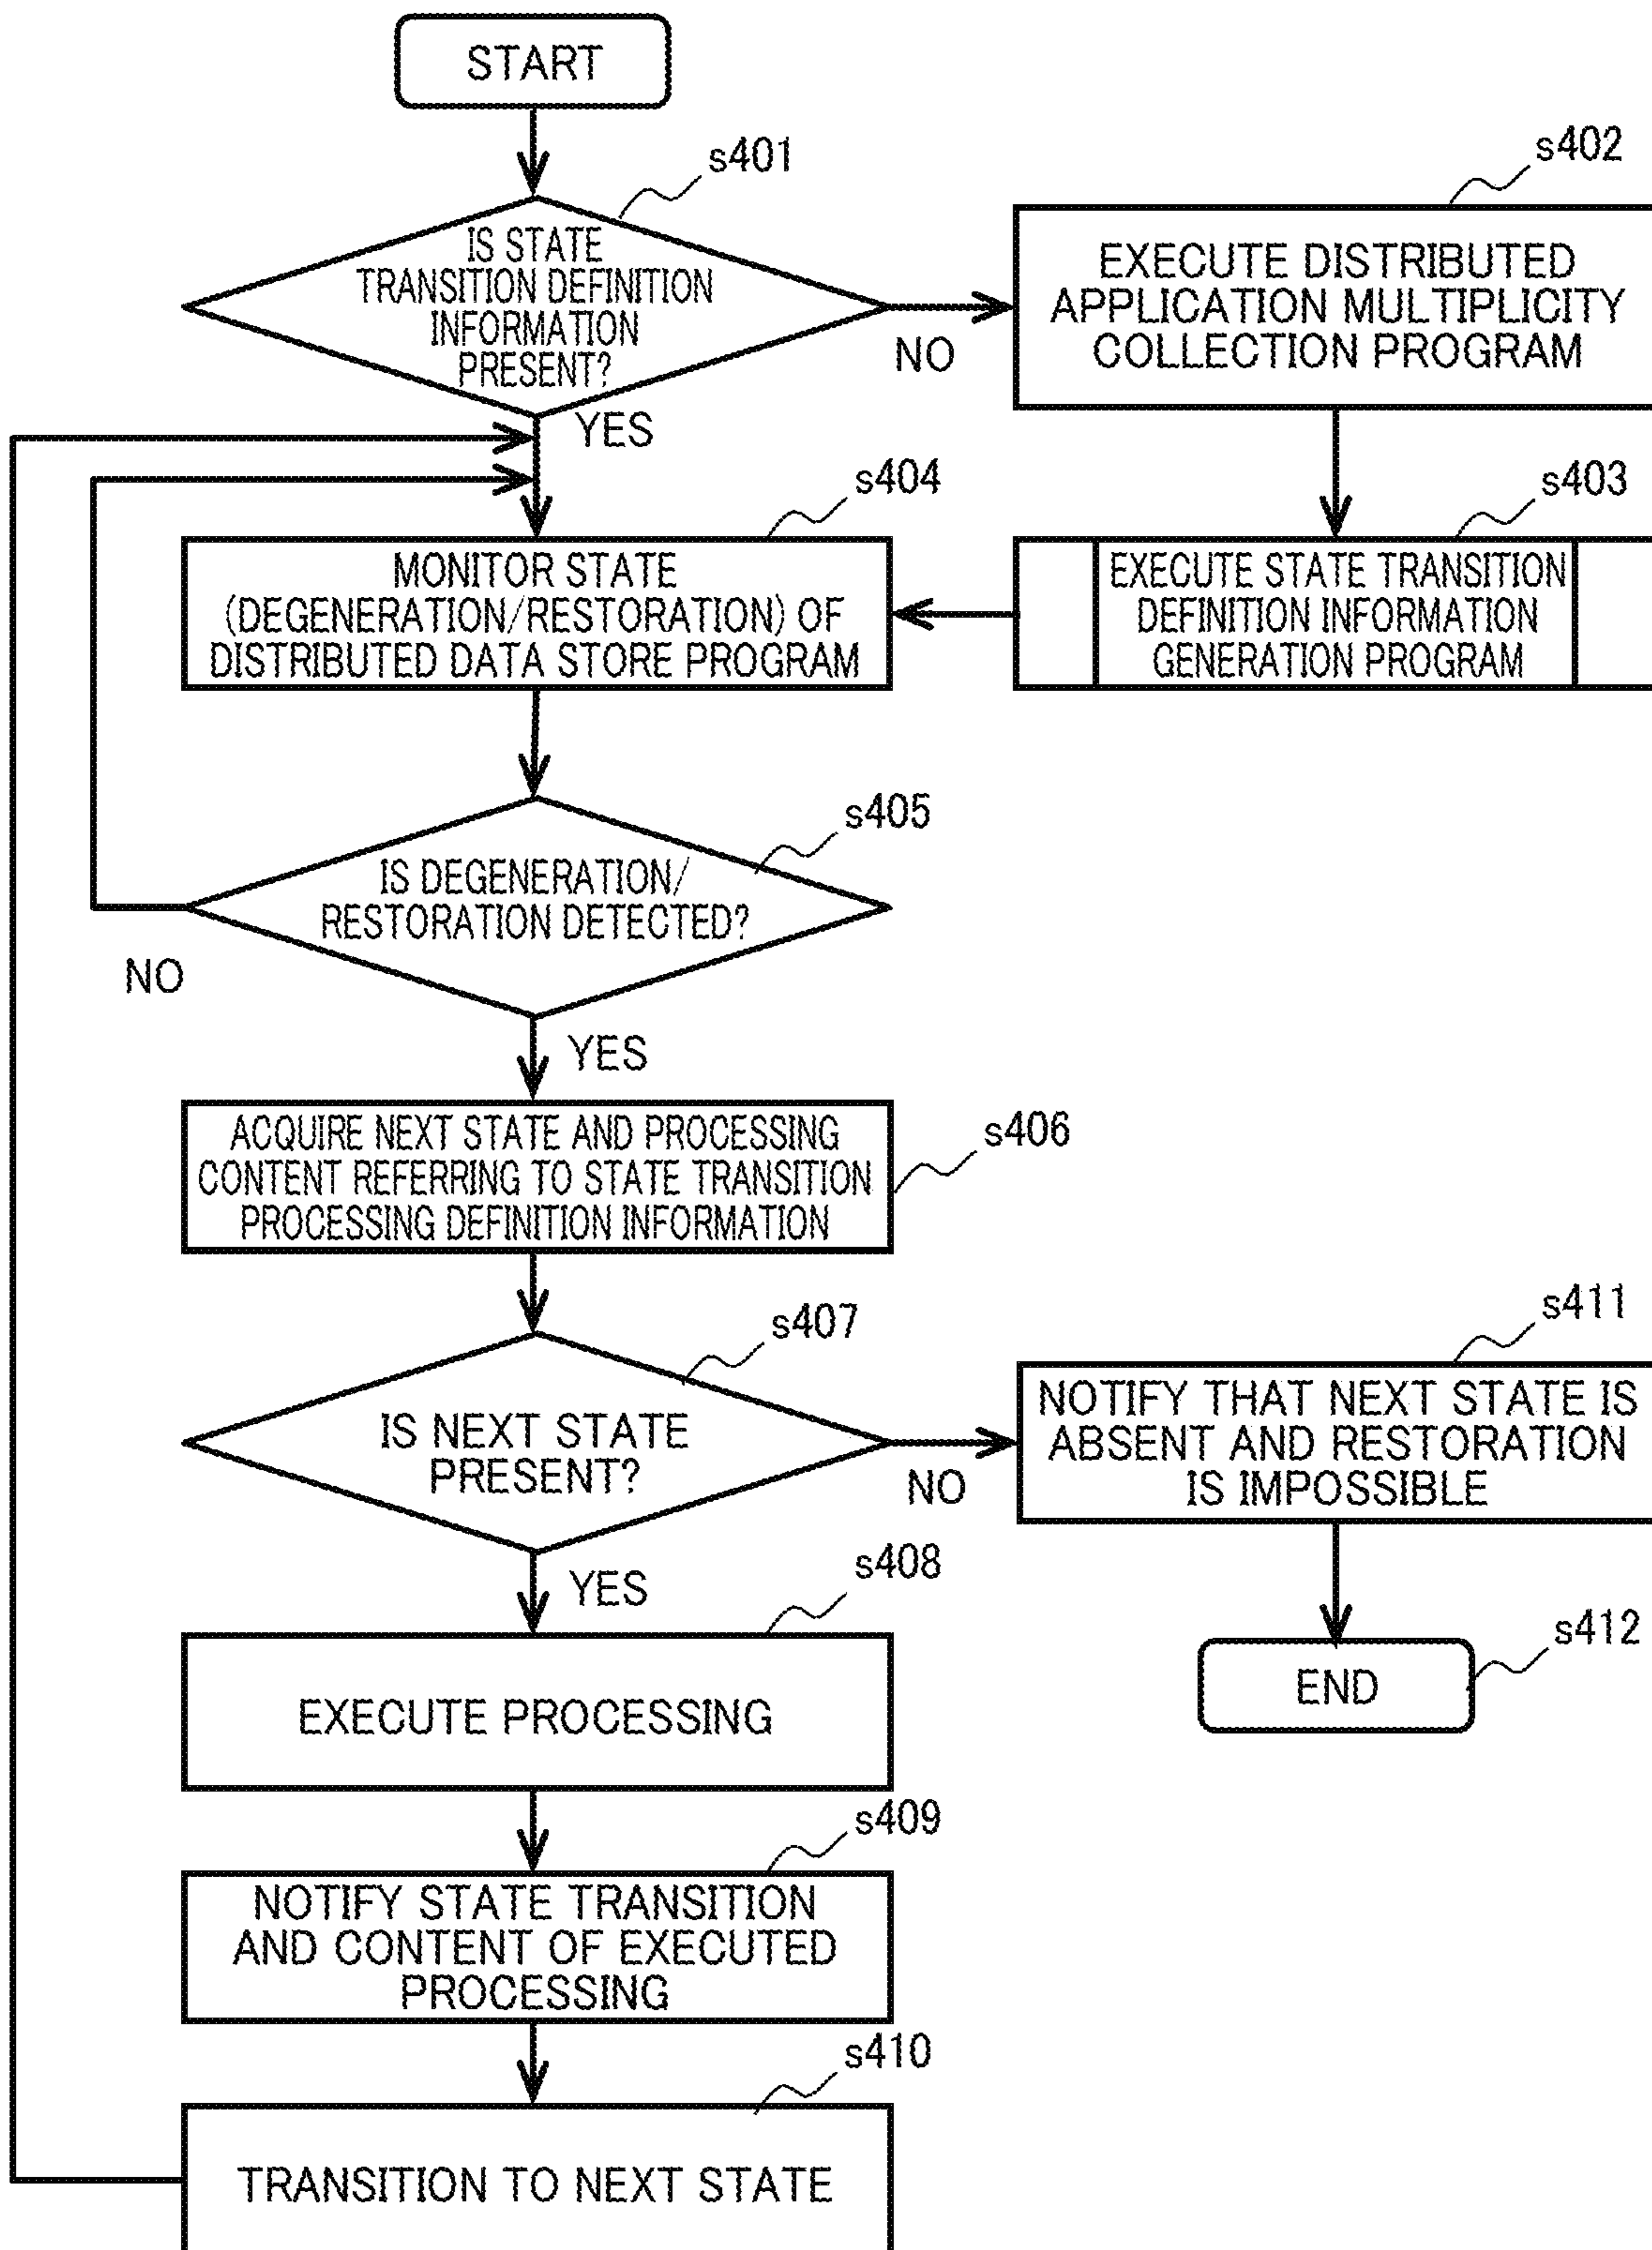 START
s401
IS STATE
TRANSITION DEFINITION
INFORMATION
PRESENT?
NO
YES
s402
EXECUTE DISTRIBUTED
APPLICATION MULTIPLICITY
COLLECTION PROGRAM
s403
EXECUTE STATE TRANSITION
DEFINITION INFORMATION
GENERATION PROGRAM
s404
MONITOR STATE
(DEGENERATION/RESTORATION) OF
DISTRIBUTED DATA STORE PROGRAM
s405
IS DEGENERATION/
RESTORATION DETECTED?
NO
YES
s406
ACQUIRE NEXT STATE AND PROCESSING
CONTENT REFERRING TO STATE TRANSITION
PROCESSING DEFINITION INFORMATION
s407
IS NEXT STATE
PRESENT?
NO
YES
s411
NOTIFY THAT NEXT STATE IS
ABSENT AND RESTORATION
IS IMPOSSIBLE
s412
END
s408
EXECUTE PROCESSING
s409
NOTIFY STATE TRANSITION
AND CONTENT OF EXECUTED
PROCESSING
s410
TRANSITION TO NEXT STATE